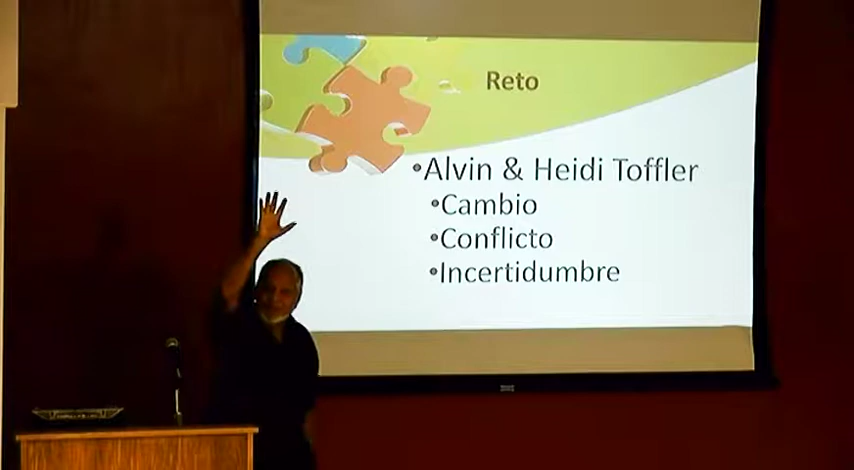 Reto
•Alvin & Heidi Toffler
•Cambio
•Conflicto
•Incertidumbre